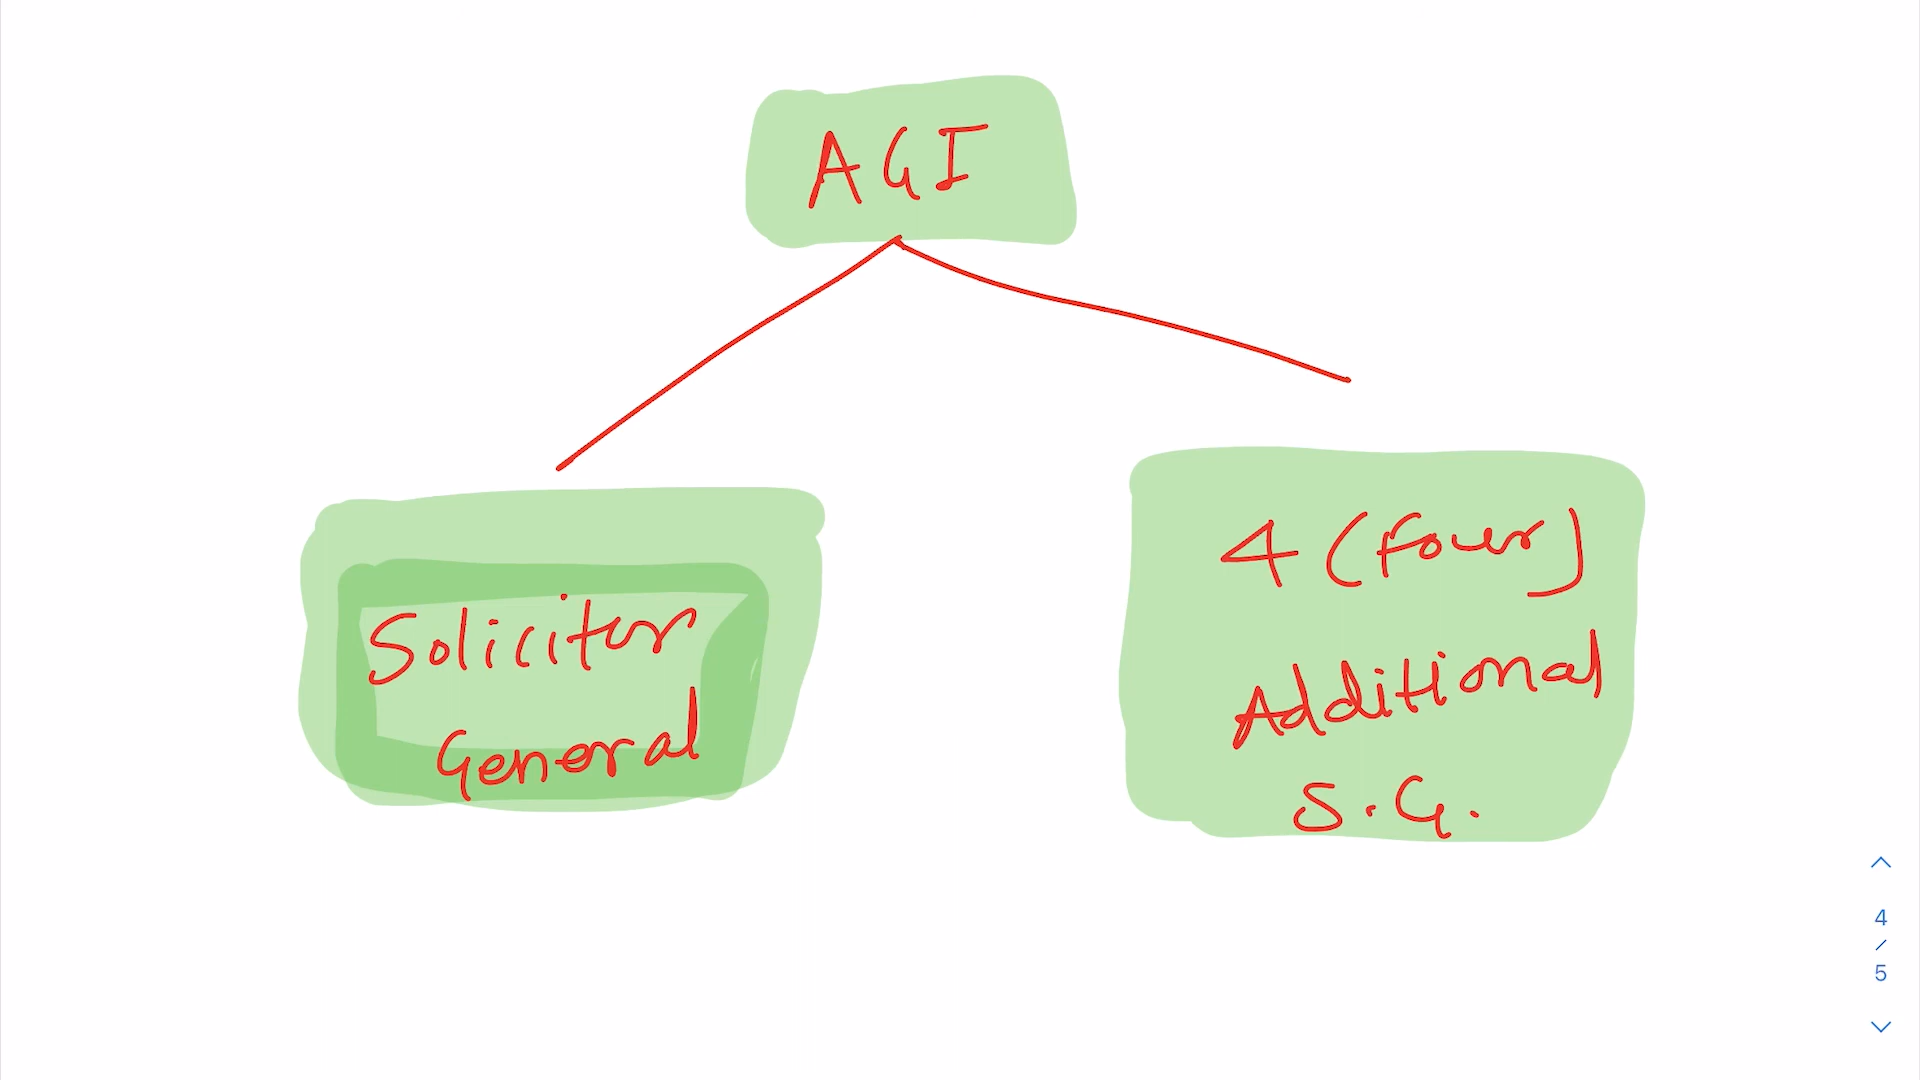 AGI
Solicitor
General
4 (four)
Additional
S.G.
4
/
5